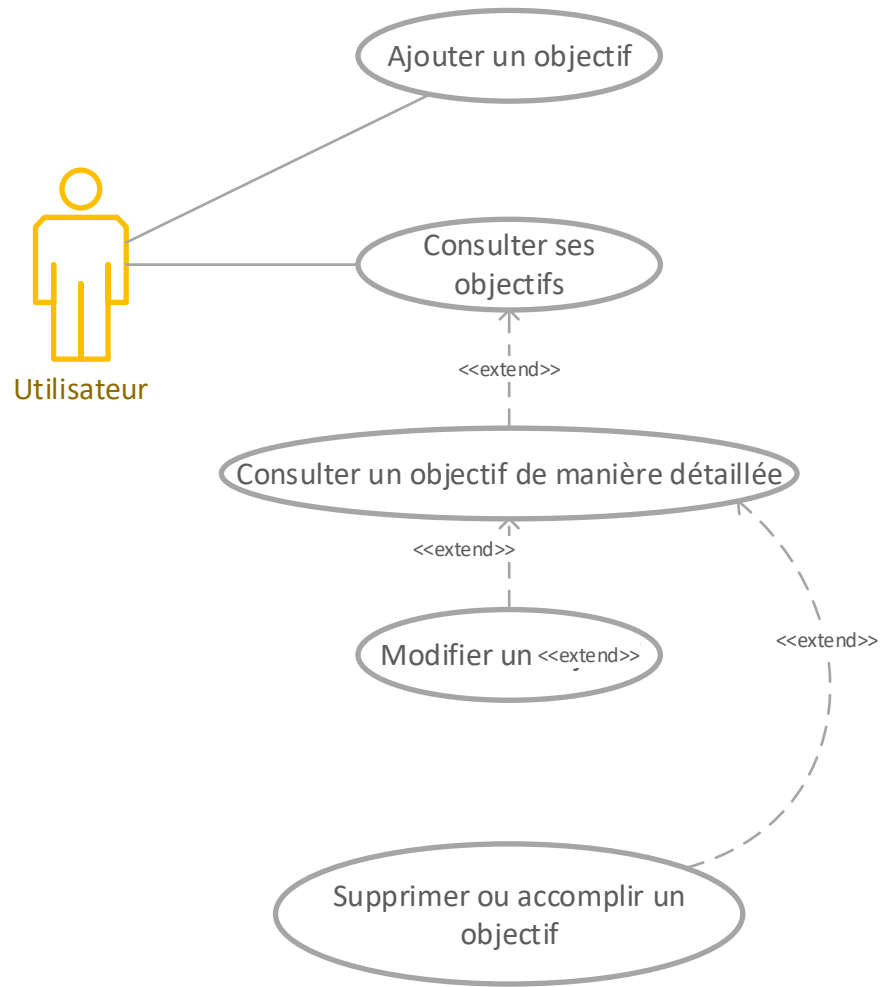 Ajouter un objectif
Consulter ses
objectifs
Utilisateur
<<extend>>
Consulter un objectif de manière détaillée
<<extend>>
Modifier un <<extend>>
<<extend>>
Supprimer ou accomplir un
objectif